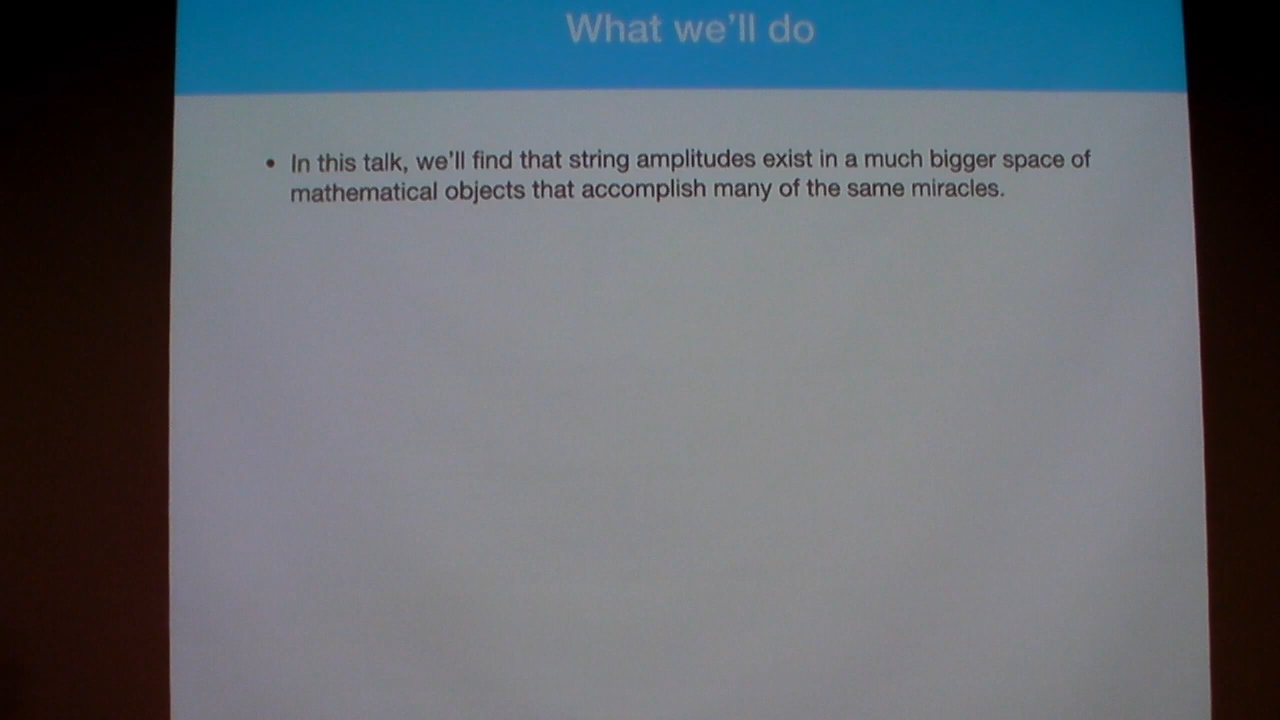 What we'll do
• In this talk, we'll find that string amplitudes exist in a much bigger space of
mathematical objects that accomplish many of the same miracles.